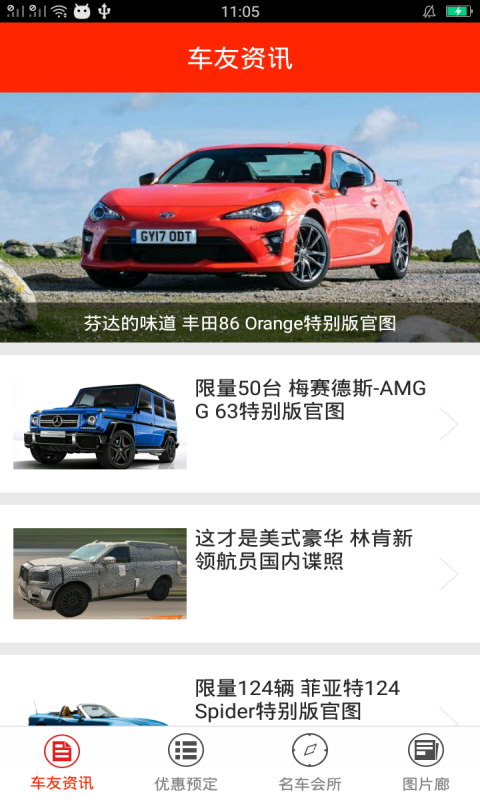 11:05
车友资讯
GY17 ODT
芬达的味道 丰田86 Orange特别版官图
限量50台 梅赛德斯-AMG
G 63特别版官图
这才是美式豪华 林肯新
领航员国内谍照
限量124辆 菲亚特124
Spider特别版官图
车友资讯
优惠预定
名车会所
图片廊